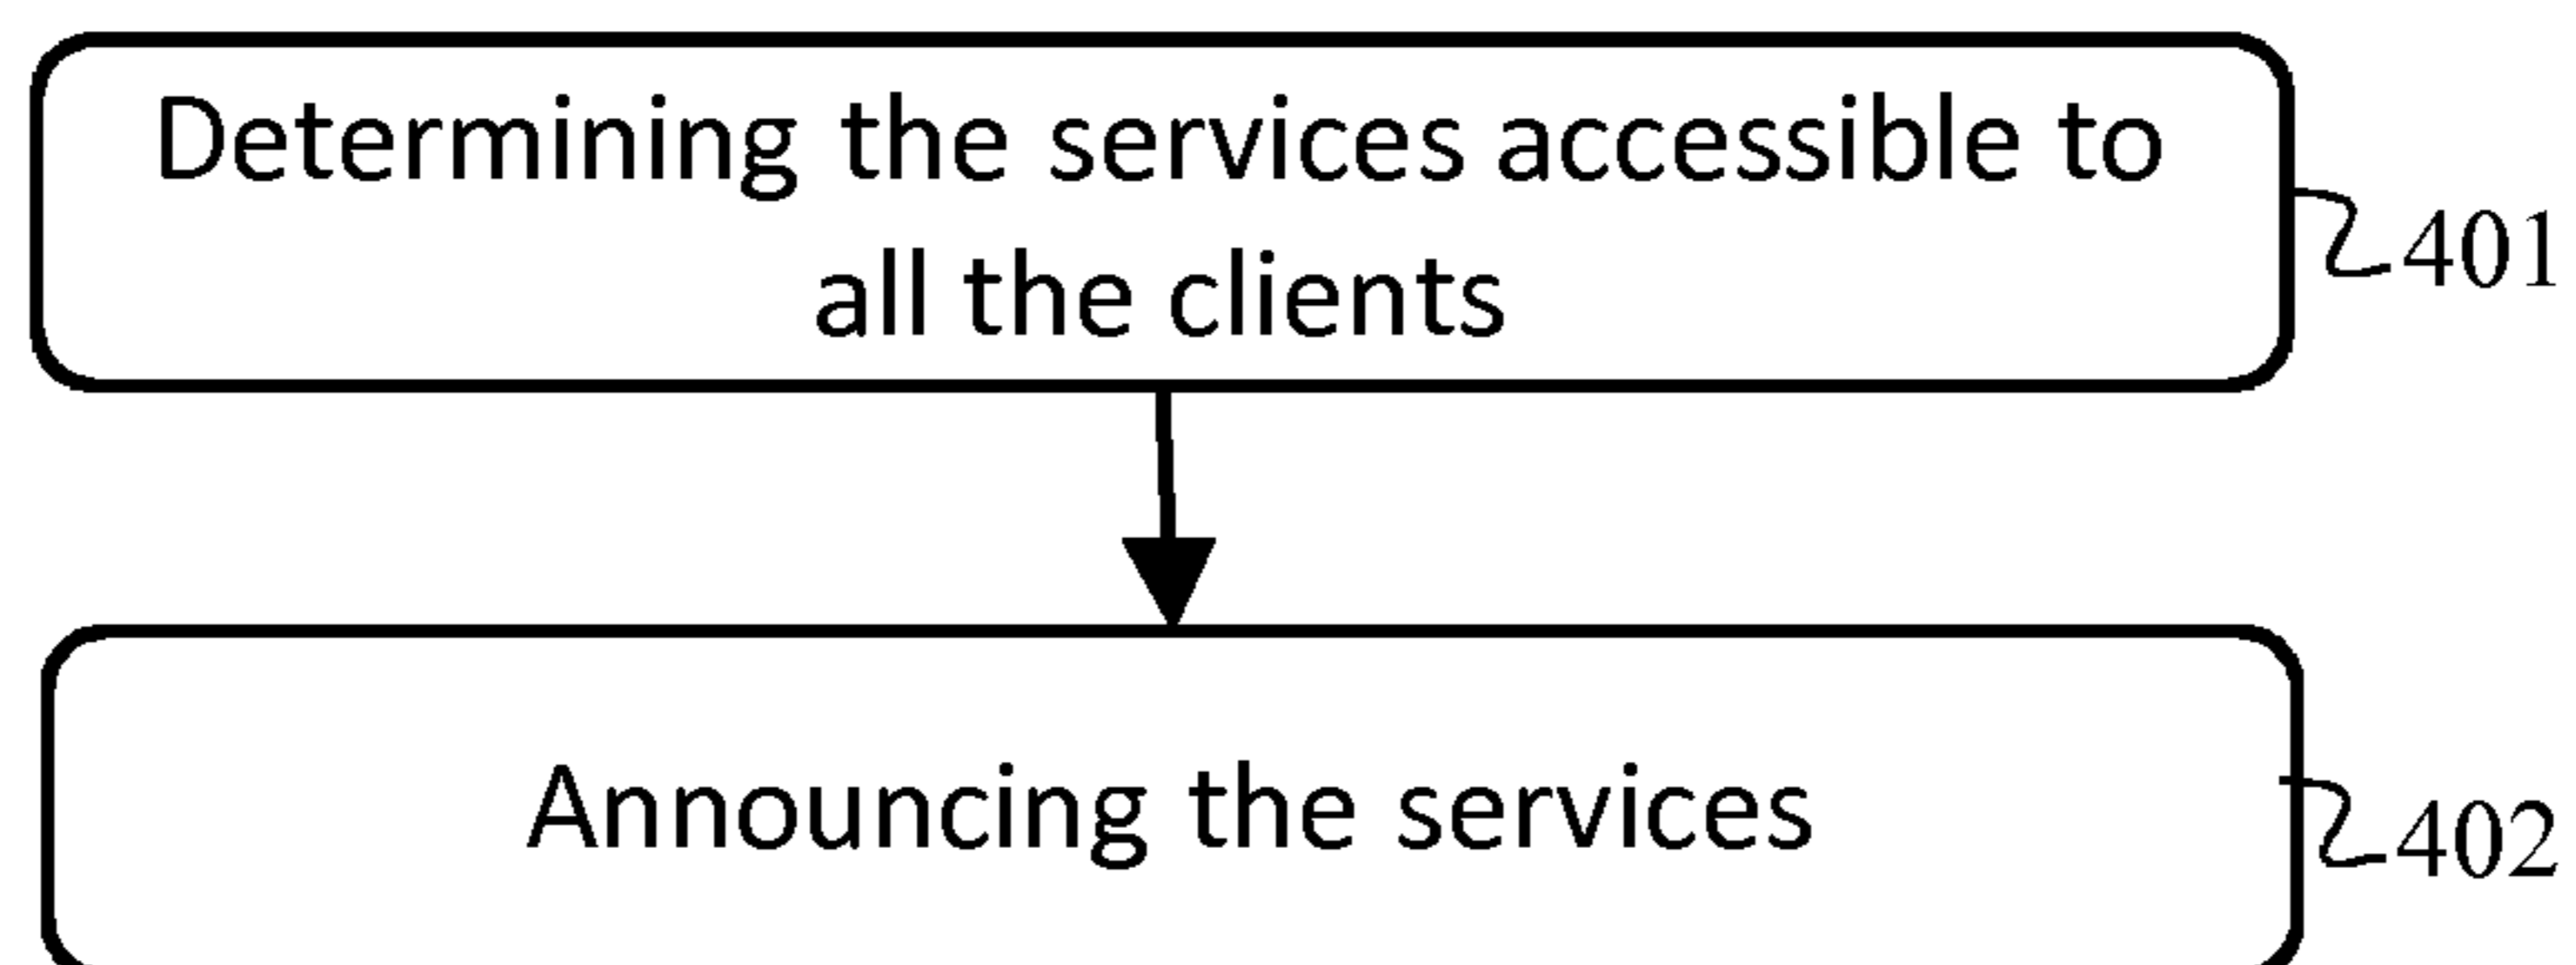 Determining the services accessible to
all the clients
401
Announcing the services
402